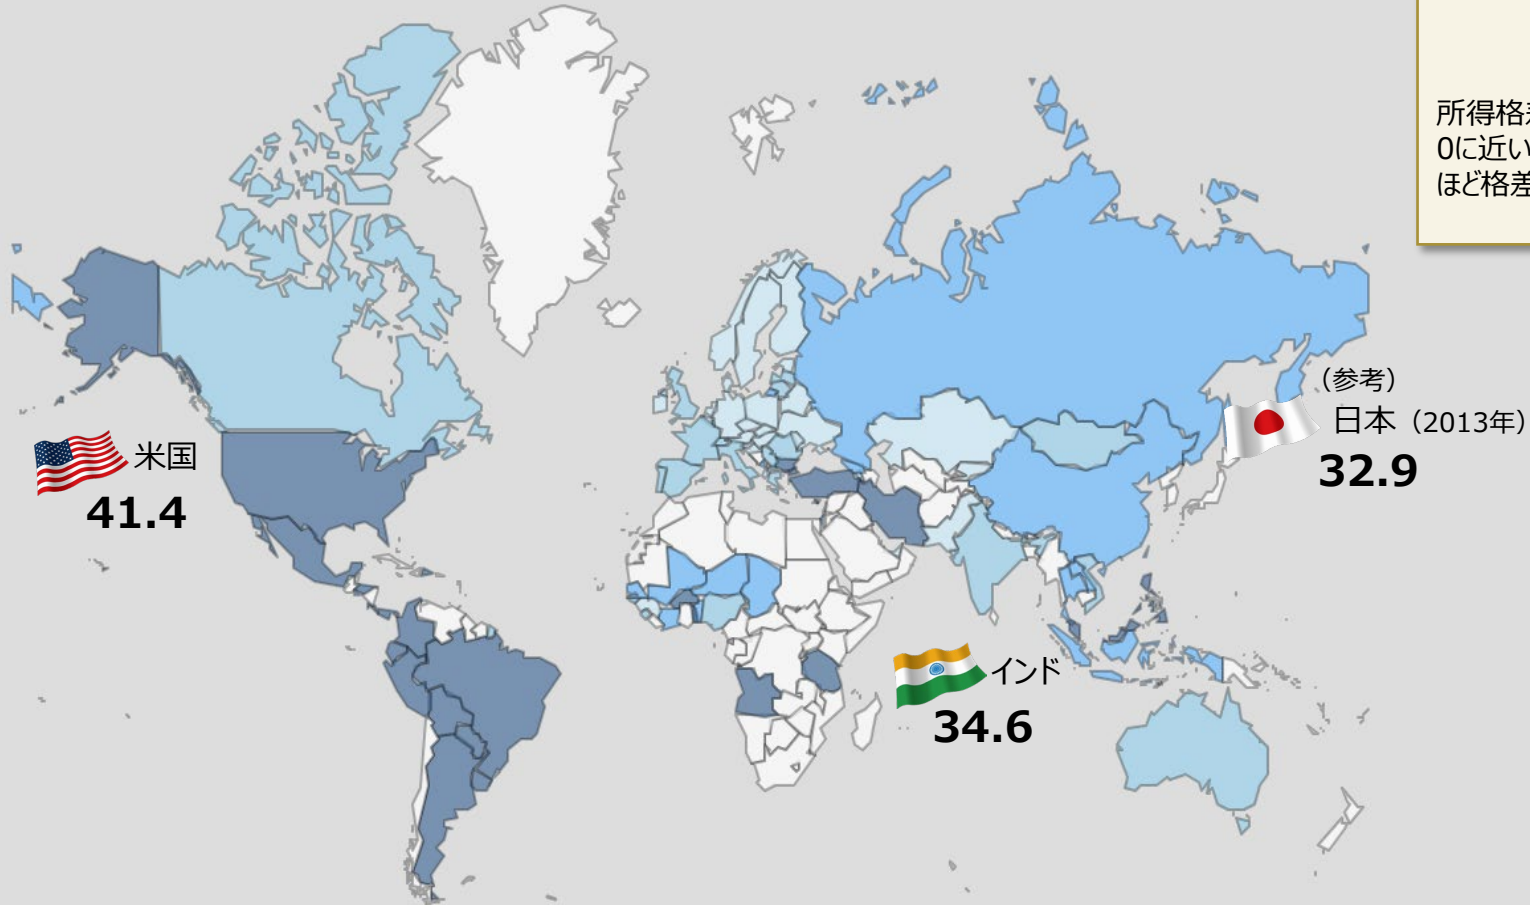 所得格
0に近い
ほど格差
(参考)
日本（2013年）
32.9
米国
41.4
インド
34.6